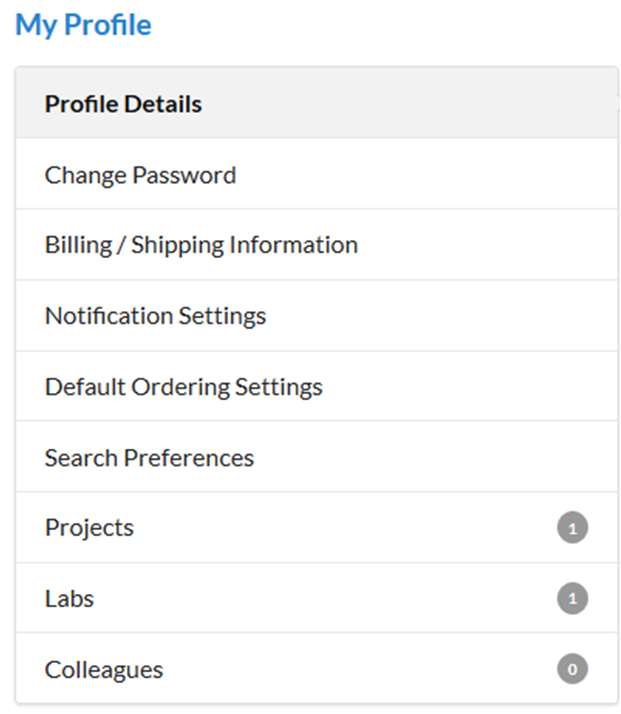 My Profile
Profile Details
Change Password
Billing / Shipping Information
Notification Settings
Default Ordering Settings
Search Preferences
Projects 1
Labs 1
Colleagues 0